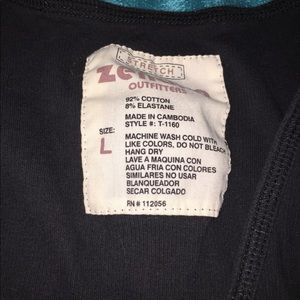 STRETCH
OUTFITTERS
92% COTTON
8% ELASTANE
MADE IN CAMBODIA
STYLE #: T-1160
SIZE:
L
MACHINE WASH COLD WITH
LIKE COLORS, DO NOT BLEACH
HANG DRY
LAVE A MAQUINA CON
AGUA FRIA CON COLORES
SIMILARES NO USAR
BLANQUEADOR
SECAR COLGADO
RN # 112056